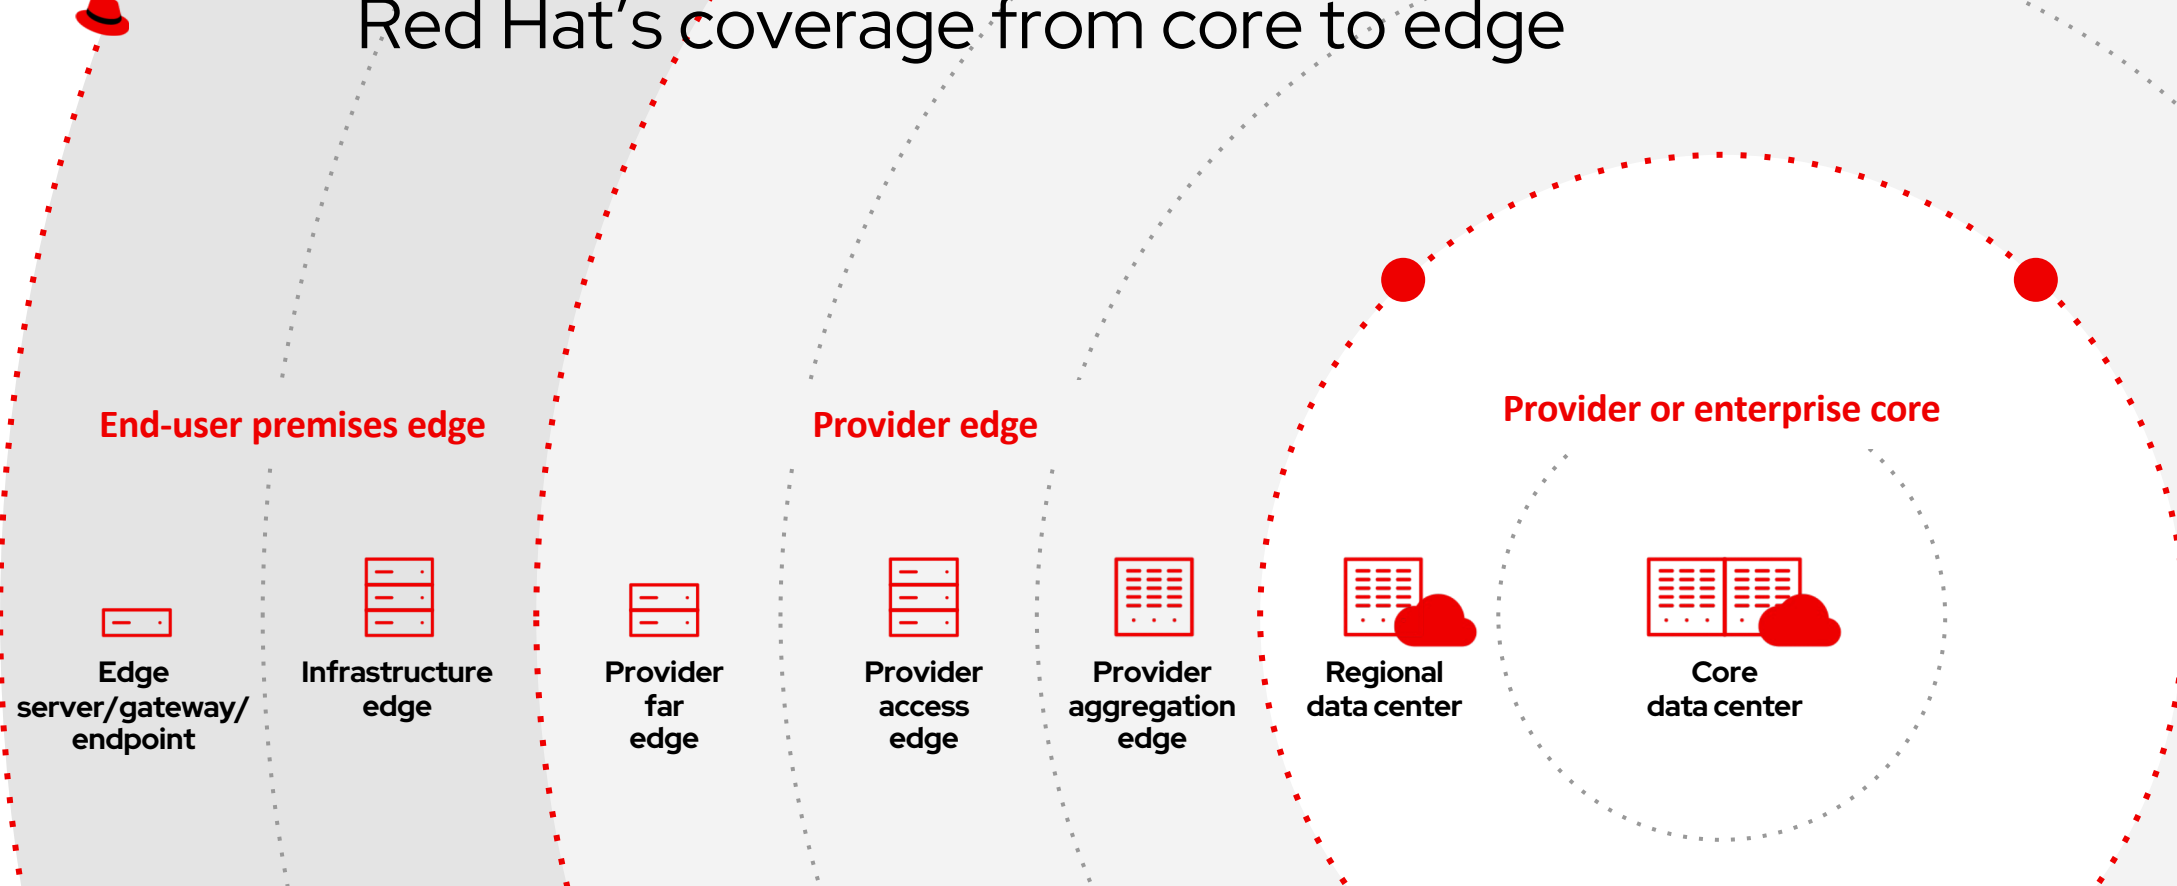 Red Hat's coverage from core to edge
End-user premises edge
Provider edge
Provider or enterprise core
Edge
server/gateway/
endpoint
Infrastructure
edge
Provider
far
edge
Provider
access
edge
Provider
aggregation
edge
Regional
data center
Core
data center